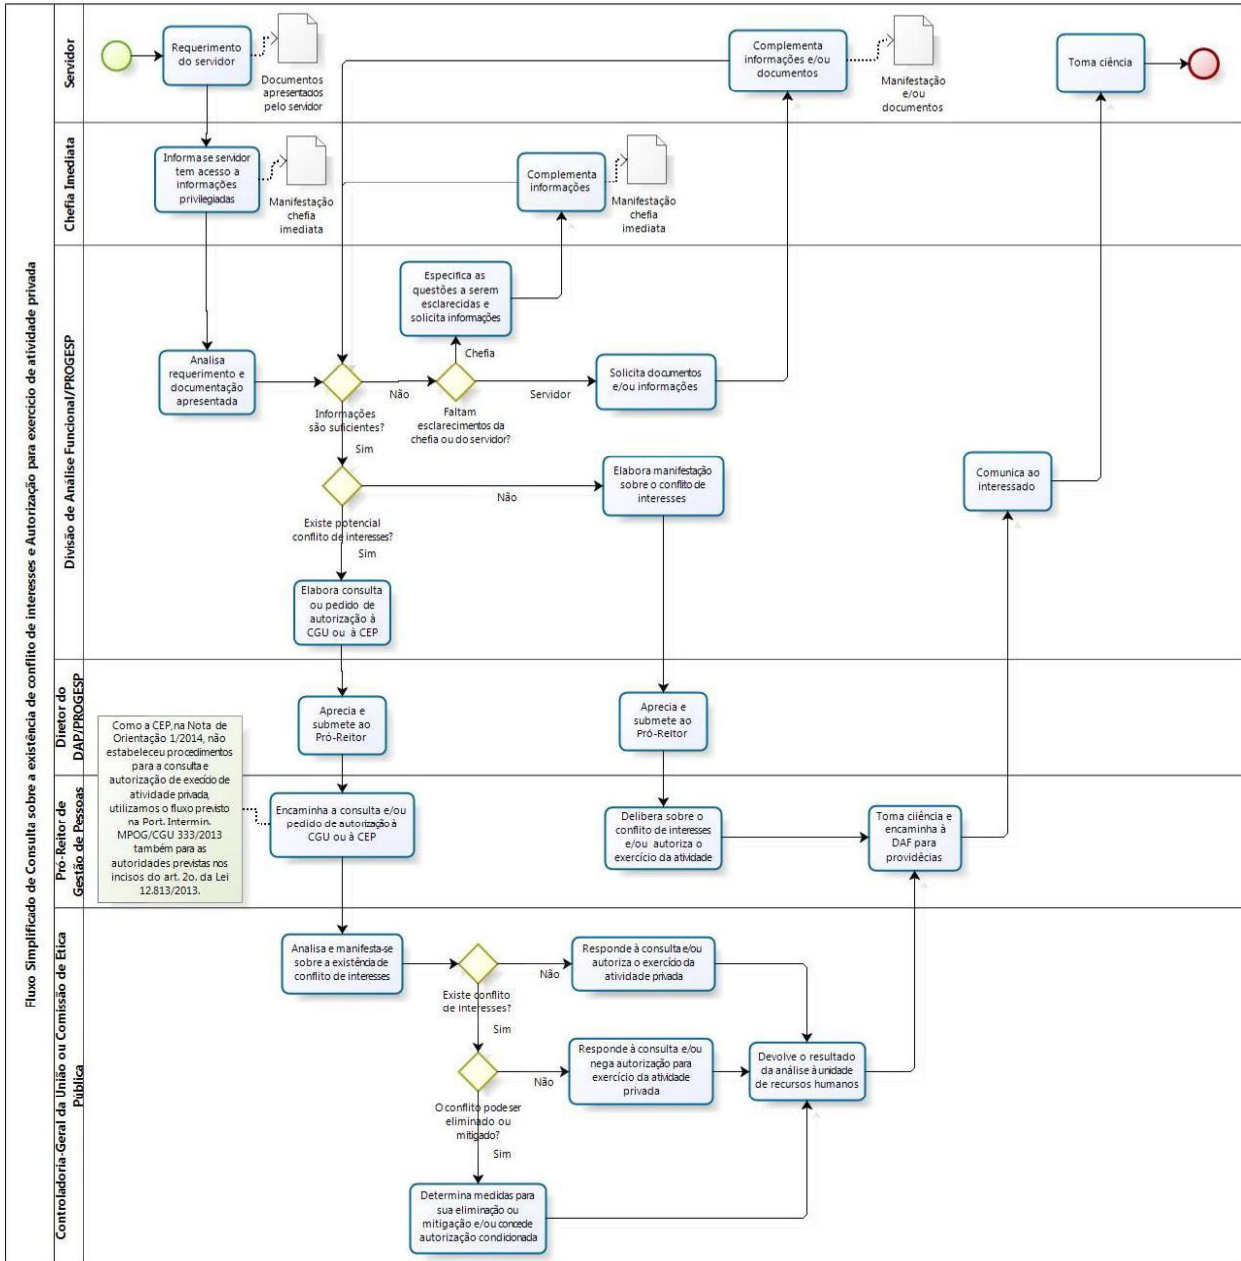 Fluxo Simplificado de Consulta sobre a existência de conflito de interesses e Autorização para exercício de atividade privada
Servidor
Requerimento
do servidor
Documentos
apresentados
pelo servidor
Complementa
informações e/ou
documentos
Manifestação
e/ou
documentos
Toma ciência
Chefia Imediata
Informa se servidor
tem acesso a
informações
privilegiadas
Manifestação
chefia
imediata
Complementa
informações
Manifestação
chefia
imediata
Divisão de Análise Funcional/PROGESP
Especifica as
questões a serem
esclarecidas e
solicita informações
Chefia
Analisa
requerimento e
documentação
apresentada
Informações
são suficientes?
Não
Faltam
esclarecimentos da
chefia ou do servidor?
Servidor
Solicita documentos
e/ou informações
Sim
Existe potencial
conflito de interesses?
Não
Elabora manifestação
sobre o conflito de
interesses
Comunica ao
interessado
Sim
Elabora consulta
ou pedido de
autorização à
CGU ou à CEP
Diretor do
DAP/PROGESP
Aprecia e
submete ao
Pró-Reitor
Aprecia e
submete ao
Pró-Reitor
Como a CEP, na Nota de
Orientação 1/2014, não
estabeleceu procedimentos
para a consulta e
autorização de execício de
atividade privada,
utilizamos o fluxo previsto
na Port. Intermin.
MPOG/CGU 333/2013
também para as
autoridades previstas nos
incisos do art. 2o. da Lei
12.813/2013.
Pró-Reitor de
Gestão de Pessoas
Encaminha a consulta e/ou
pedido de autorização à
CGU ou à CEP
Delibera sobre o
conflito de interesses
e/ou autoriza o
exercício da atividade
Toma ciiência e
encaminha à
DAF para
providêcias
Controladoria-Geral da União ou Comissão de Etica
Pública
Analisa e manifesta-se
sobre a existência de
conflito de interesses
Existe conflito
de interesses?
Não
Responde à consulta e/ou
autoriza o exercício da
atividade privada
Sim
O conflito pode ser
eliminado ou
mitigado?
Não
Responde à consulta e/ou
nega autorização para
exercício da atividade
privada
Devolve o resultado
da análise à unidade
de recursos humanos
Sim
Determina medidas para
sua eliminação ou
mitigação e/ou concede
autorização condicionada